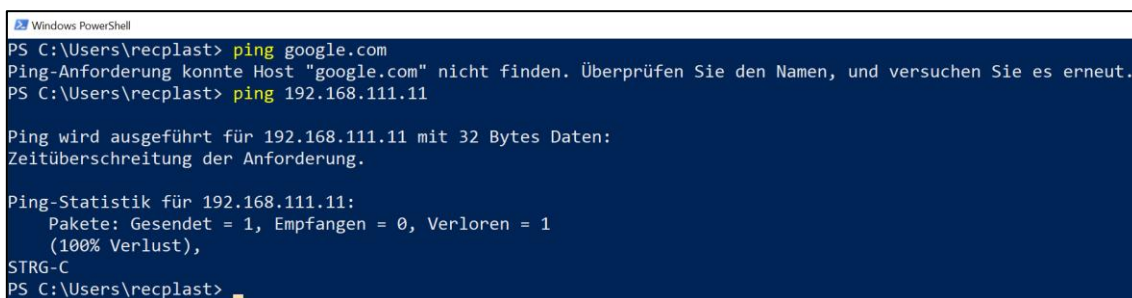 Windows PowerShell
PS C:\Users\recplast> ping google.com
Ping-Anforderung konnte Host "google.com" nicht finden. Überprüfen Sie den Namen, und versuchen Sie es erneut.
PS C:\Users\recplast> ping 192.168.111.11
Ping wird ausgeführt für 192.168.111.11 mit 32 Bytes Daten:
Zeitüberschreitung der Anforderung.
Ping-Statistik für 192.168.111.11:
    Pakete: Gesendet = 1, Empfangen = 0, Verloren = 1
    (100% Verlust),
STRG-C
PS C:\Users\recplast>